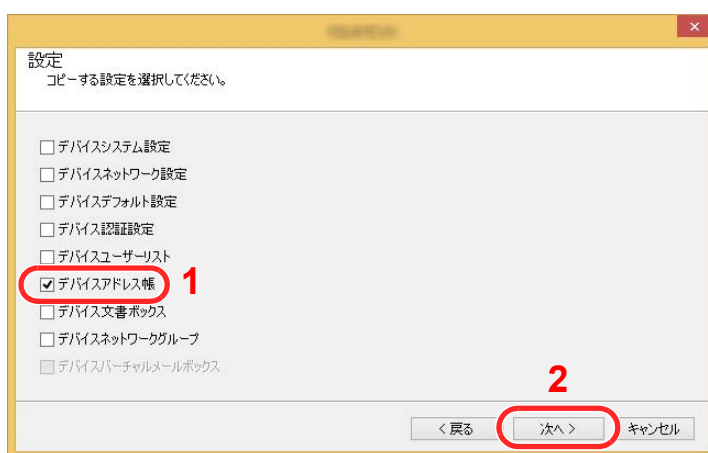 設定
コピーする設定を選択してください。
デバイスシステム設定
デバイスネットワーク設定
デバイスデフォルト設定
デバイス認証設定
デバイスユーザーリスト
デバイスアドレス帳 1
デバイス文書ボックス
デバイスネットワークグループ
デバイスバーチャルメールボックス
2
< 戻る 次へ > キャンセル